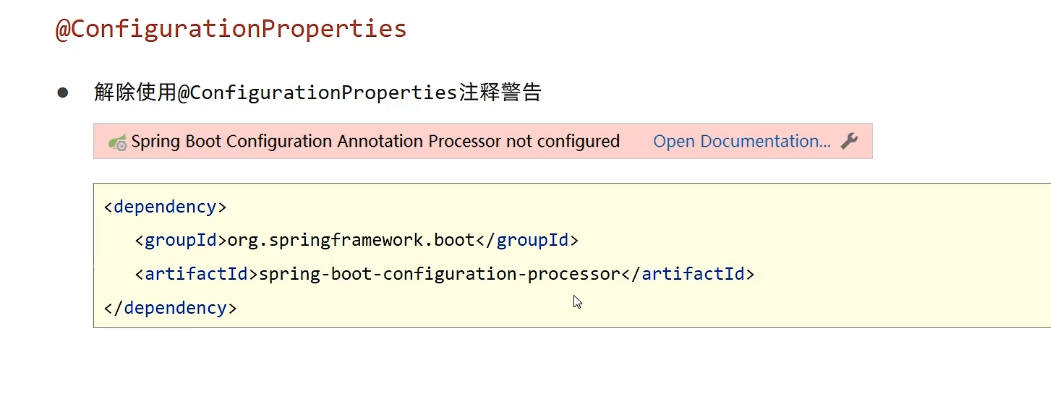 @ConfigurationProperties
● 解除使用@ConfigurationProperties注释警告
Spring Boot Configuration Annotation Processor not configured Open Documentation...
<dependency>
<groupId>org.springframework.boot</groupId>
<artifactId>spring-boot-configuration-processor</artifactId>
</dependency>